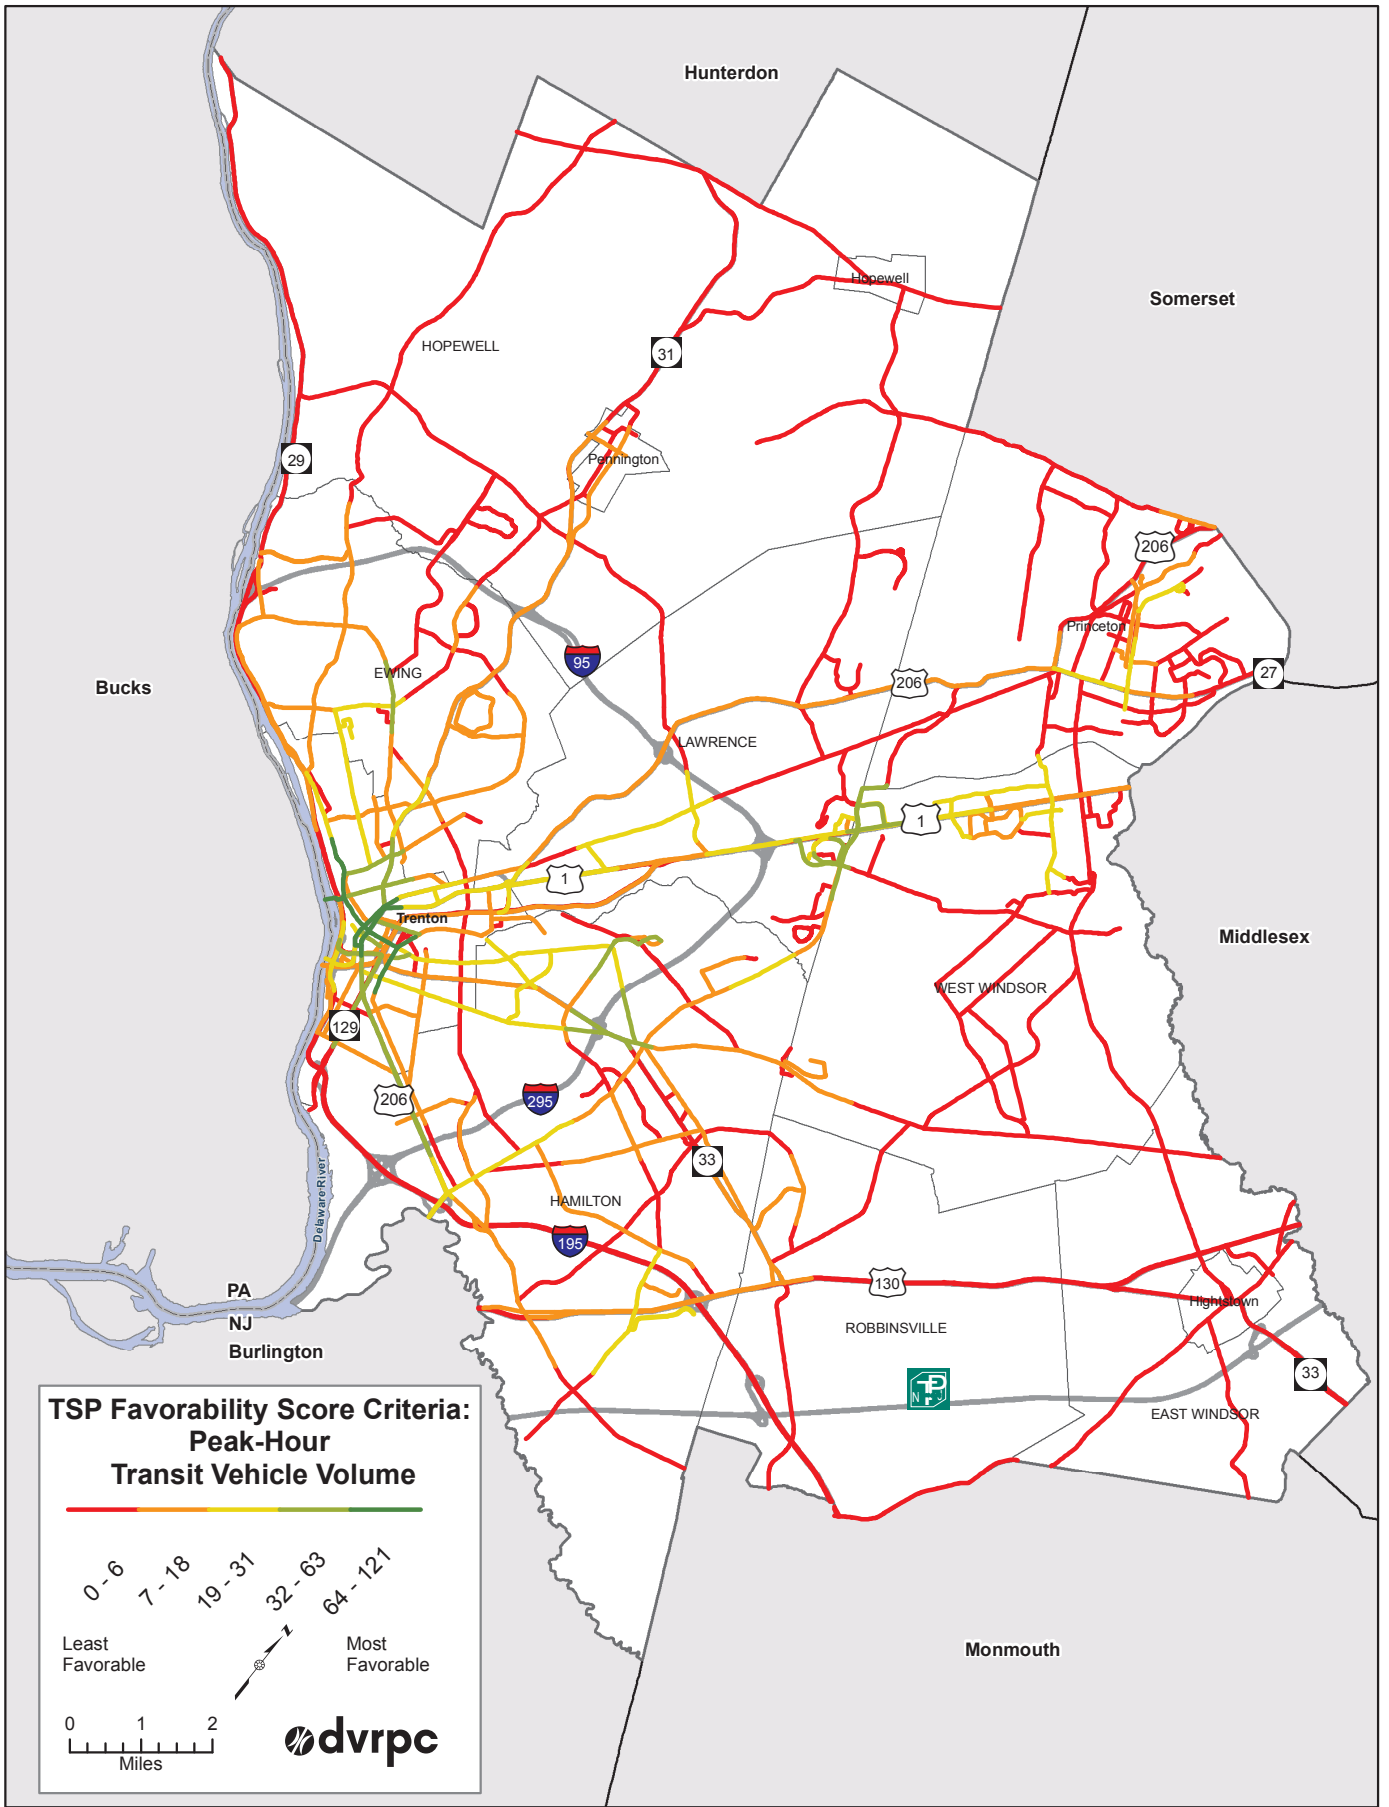 Hunterdon
Hopewell
Somerset
HOPEWELL
31
29
Pennington
206
Princeton
95
EWING
27
206
Bucks
LAWRENCE
1
1
Trenton
Middlesex
WEST WINDSOR
129
206
295
33
HAMILTON
Delaware River
195
130
PA
Hightstown
NJ
ROBBINSVILLE
Burlington
33
N TP J
EAST WINDSOR
TSP Favorability Score Criteria:
Peak-Hour
Transit Vehicle Volume
0 - 6
7 - 18
19 - 31
32 - 63
64 - 121
N
Least
Favorable
Most
Favorable
Monmouth
0 1 2
Miles
dvrpc